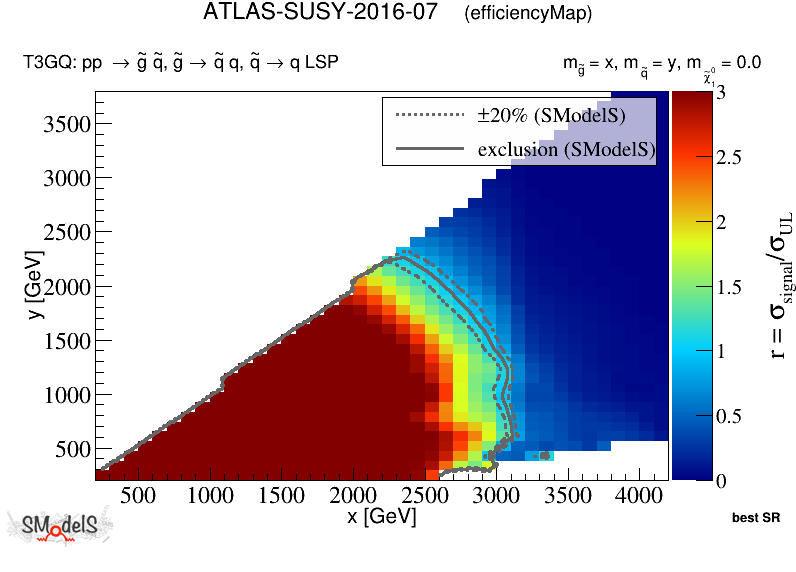 ATLAS-SUSY-2016-07 (efficiencyMap)
T3GQ: pp → g̃ q̃, g̃ → q̃ q, q̃ → q LSP
m_g̃ = x, m_q̃ = y, m_χ̃₁⁰ = 0.0
±20% (SModelS)
exclusion (SModelS)
3500
3000
2500
2000
1500
1000
500
y [GeV]
500 1000 1500 2000 2500 3000 3500 4000
x [GeV]
3
2.5
2
1.5
1
0.5
0
r = σ_signal/σ_UL
best SR
SModelS